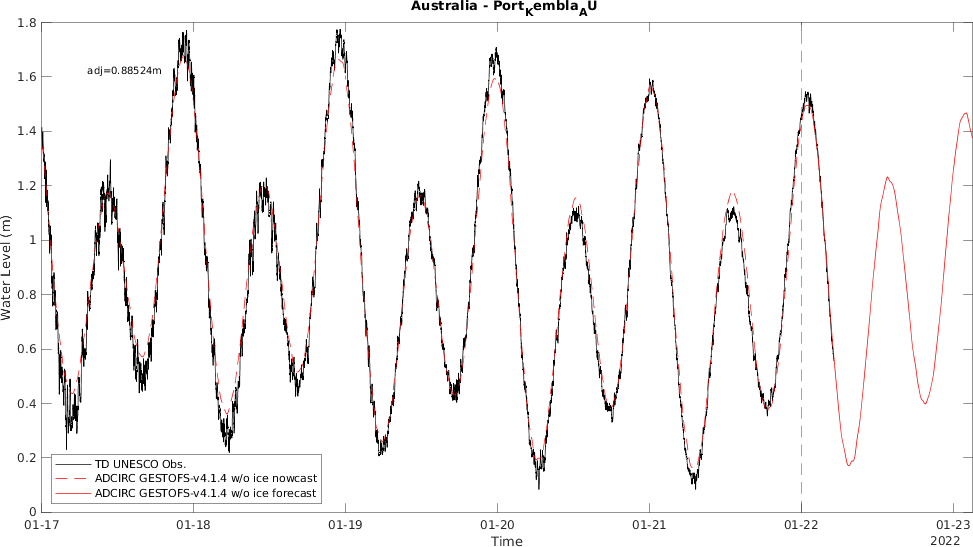 Australia - PortKemblaAU
adj=0.88524m
Water Level (m)
1.8
1.6
1.4
1.2
1
0.8
0.6
0.4
0.2
0
TD UNESCO Obs.
ADCIRC GESTOFS-v4.1.4 w/o ice nowcast
ADCIRC GESTOFS-v4.1.4 w/o ice forecast
01-17 01-18 01-19 01-20 01-21 01-22 01-23
Time
2022